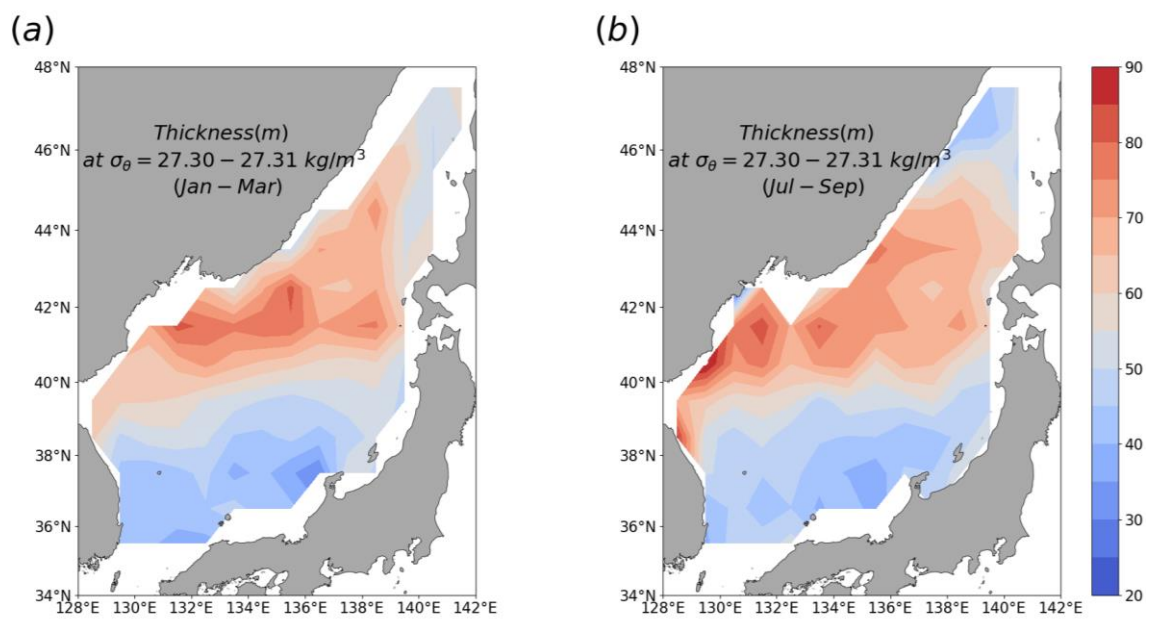 (a)
(b)
48°N
46°N
44°N
42°N
40°N
38°N
36°N
34°N
128°E
130°E
132°E
134°E
136°E
138°E
140°E
142°E
Thickness(m)
at σθ = 27.30 − 27.31 kg/m³
(Jan − Mar)
48°N
46°N
44°N
42°N
40°N
38°N
36°N
34°N
128°E
130°E
132°E
134°E
136°E
138°E
140°E
142°E
Thickness(m)
at σθ = 27.30 − 27.31 kg/m³
(Jul − Sep)
90
80
70
60
50
40
30
20